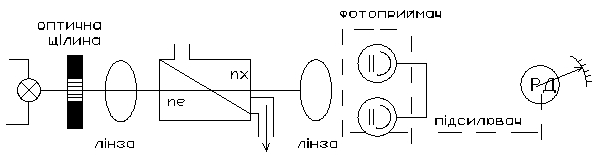 фотоприймач
оптична
щілина
nx
ne
РД
лінза
лінза
підсилювач